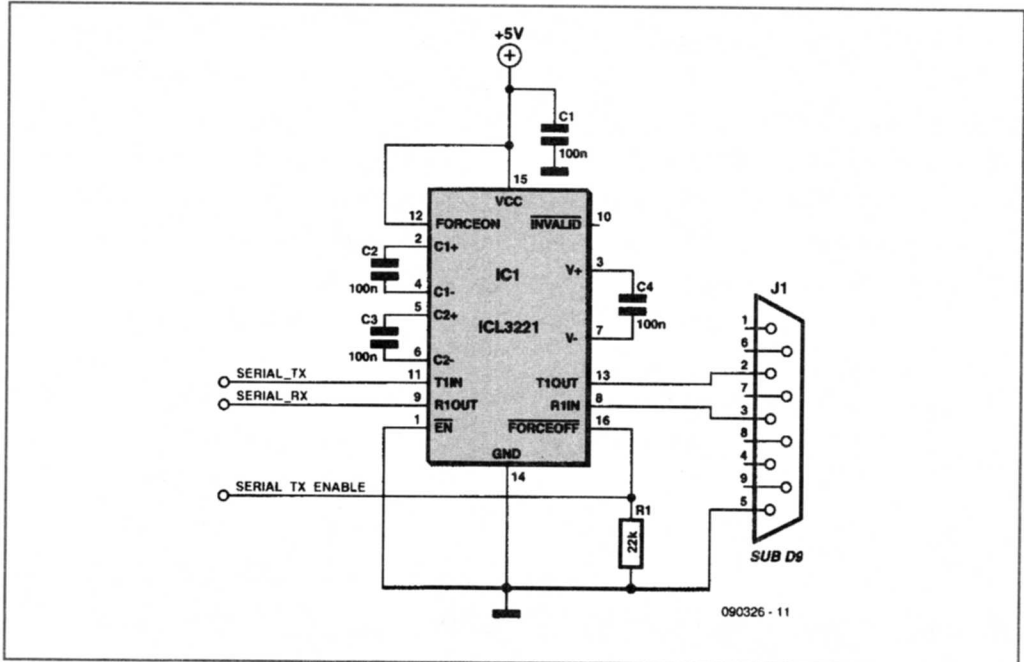 +5V
C1
100n
15
VCC
12 FORCEON INVALID 10
2 C1+
C2
100n
4 C1-
IC1
ICL3221
V+ 3
C4
100n
V- 7
5 C2+
C3
100n
6 C2-
SERIAL_TX 11 T1IN T1OUT 13
SERIAL_RX 9 R1OUT R1IN 8
1 EN FORCEOFF 16
GND
14
SERIAL TX ENABLE
R1
22k
J1
1
6
2
7
3
8
4
9
5
SUB D9
090326 - 11